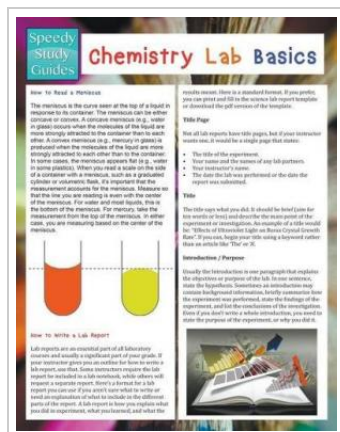 Speedy
Study
Guides
Chemistry Lab Basics
How to Read a Meniscus
The meniscus is the curve seen at the top of a liquid in
response to its container. The meniscus can be either
concave or convex. A concave meniscus (e.g., water
in glass) occurs when the molecules of the liquid are
more strongly attracted to the container than to each
other. A convex meniscus (e.g., mercury in glass) is
produced when the molecules of the liquid are more
strongly attracted to each other than to the container.
In some cases, the meniscus appears flat (e.g., water
in some plastics). When you read a scale on the side
of a container with a meniscus, such as a graduated
cylinder or volumetric flask, it's important that the
measurement accounts for the meniscus. Measure so
that the line you are reading is even with the center
of the meniscus. For water and most liquids, this is
the bottom of the meniscus. For mercury, take the
measurement from the top of the meniscus. In either
case, you are measuring based on the center of the
meniscus.
How to Write a Lab Report
Lab reports are an essential part of all laboratory
courses and usually a significant part of your grade. If
your instructor gives you an outline for how to write a
lab report, use that. Some instructors require the lab
report be included in a lab notebook, while others will
request a separate report. Here's a format for a lab
report you can use if you aren't sure what to write or
need an explanation of what to include in the different
parts of the report. A lab report is how you explain what
you did in experiment, what you learned, and what the
results meant. Here is a standard format. If you prefer,
you can print and fill in the science lab report template
or download the pdf version of the template.
Title Page
Not all lab reports have title pages, but if your instructor
wants one, it would be a single page that states:
• The title of the experiment.
• Your name and the names of any lab partners.
• Your instructor's name.
• The date the lab was performed or the date the
report was submitted.
Title
The title says what you did. It should be brief (aim for
ten words or less) and describe the main point of the
experiment or investigation. An example of a title would
be: "Effects of Ultraviolet Light on Borax Crystal Growth
Rate". If you can, begin your title using a keyword rather
than an article like 'The' or 'A'.
Introduction / Purpose
Usually the Introduction is one paragraph that explains
the objectives or purpose of the lab. In one sentence,
state the hypothesis. Sometimes an introduction may
contain background information, briefly summarize how
the experiment was performed, state the findings of the
experiment, and list the conclusions of the investigation.
Even if you don't write a whole introduction, you need to
state the purpose of the experiment, or why you did it.